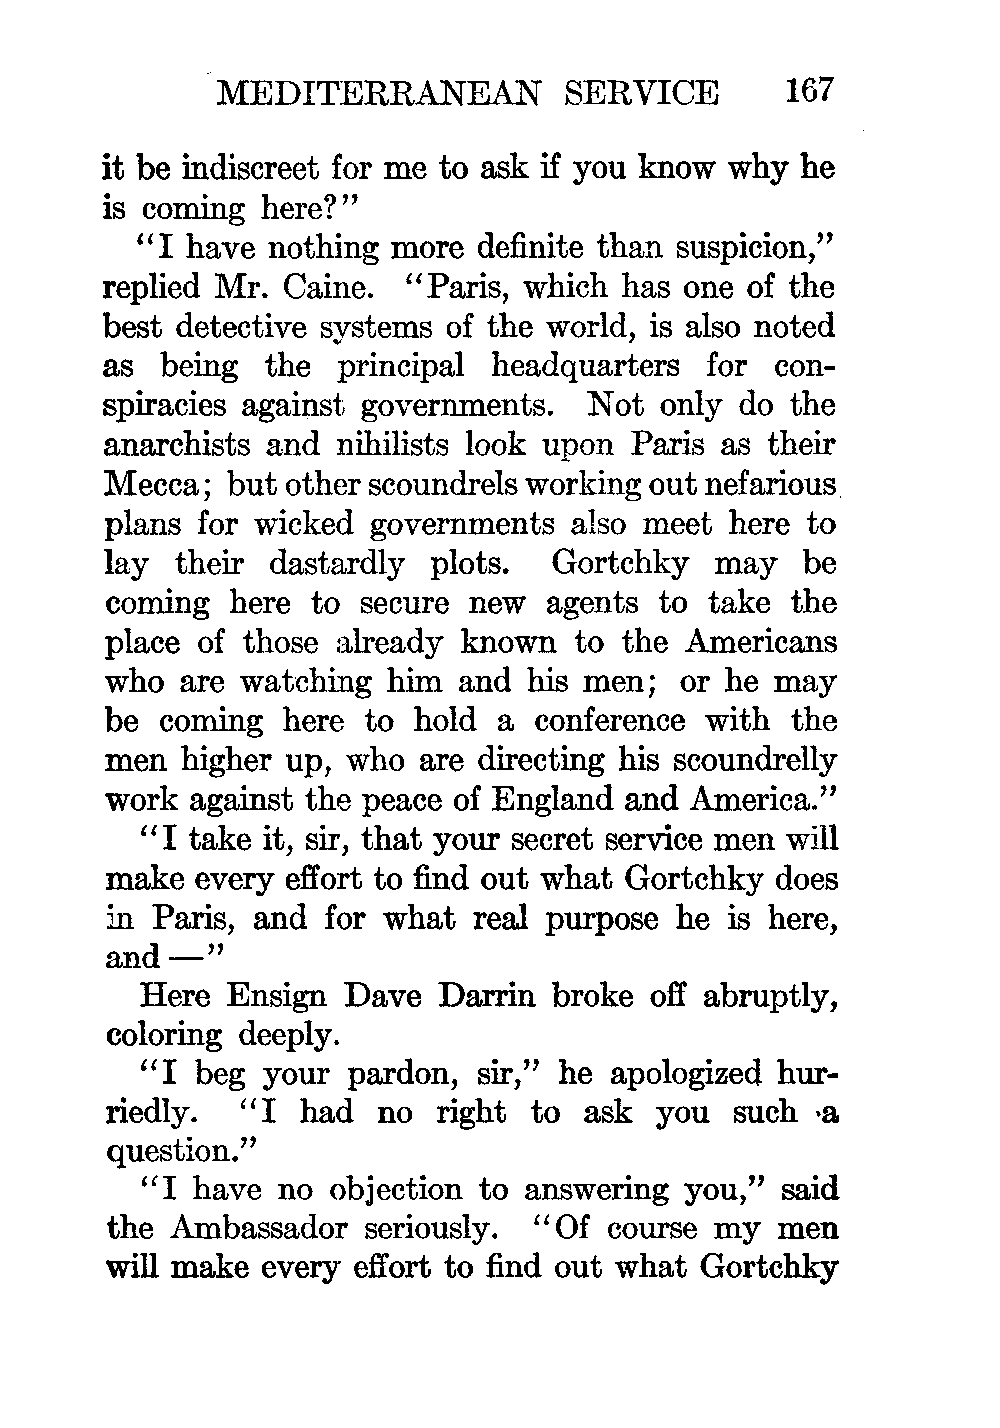 MEDITERRANEAN SERVICE 167
it be indiscreet for me to ask if you know why he
is coming here?”
“I have nothing more definite than suspicion,”
replied Mr. Caine. “Paris, which has one of the
best detective systems of the world, is also noted
as being the principal headquarters for con-
spiracies against governments. Not only do the
anarchists and nihilists look upon Paris as their
Mecca; but other scoundrels working out nefarious
plans for wicked governments also meet here to
lay their dastardly plots. Gortchky may be
coming here to secure new agents to take the
place of those already known to the Americans
who are watching him and his men; or he may
be coming here to hold a conference with the
men higher up, who are directing his scoundrelly
work against the peace of England and America.”
“I take it, sir, that your secret service men will
make every effort to find out what Gortchky does
in Paris, and for what real purpose he is here,
and —”
Here Ensign Dave Darrin broke off abruptly,
coloring deeply.
“I beg your pardon, sir,” he apologized hur-
riedly. “I had no right to ask you such a
question.”
“I have no objection to answering you,” said
the Ambassador seriously. “Of course my men
will make every effort to find out what Gortchky